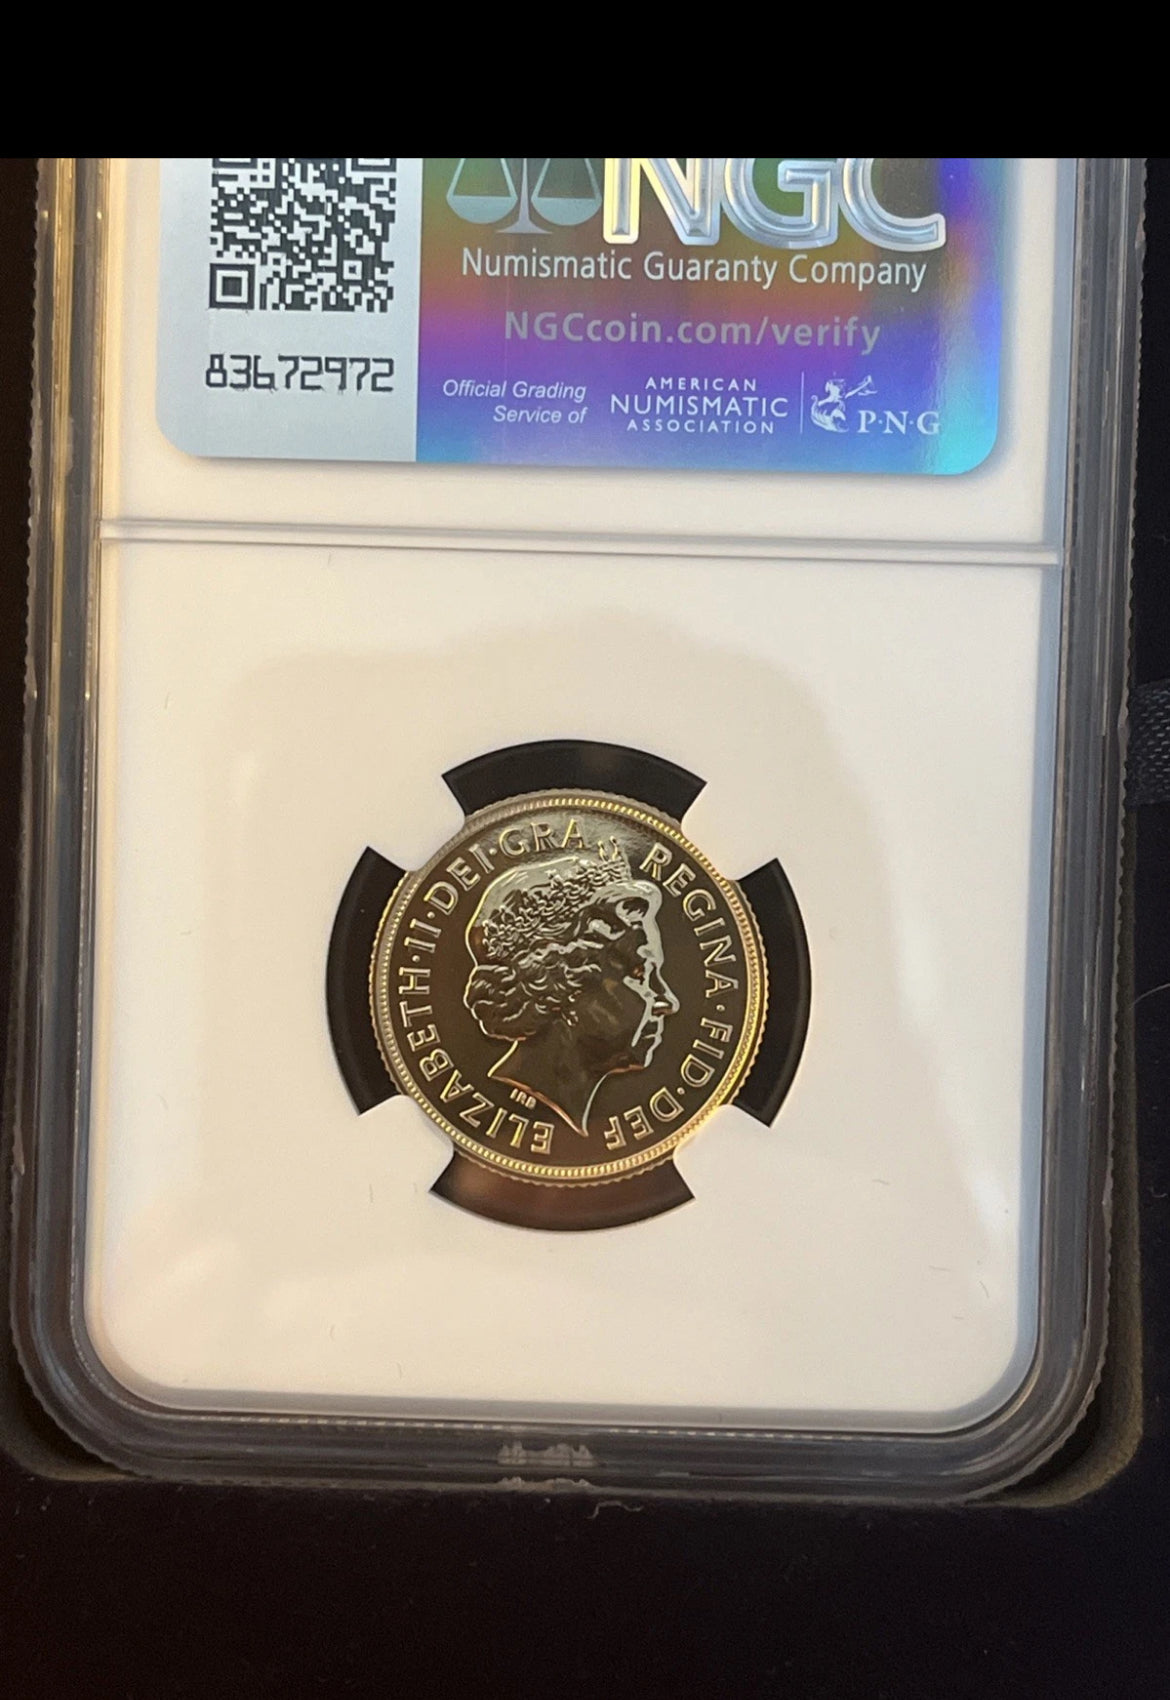 NGC
Numismatic Guaranty Company
NGCcoin.com/verify
83672972
Official Grading
Service of
AMERICAN
NUMISMATIC
ASSOCIATION
P·N·G
ELIZABETH·II·DEI·GRA REGINA·FID·DEF
IRB